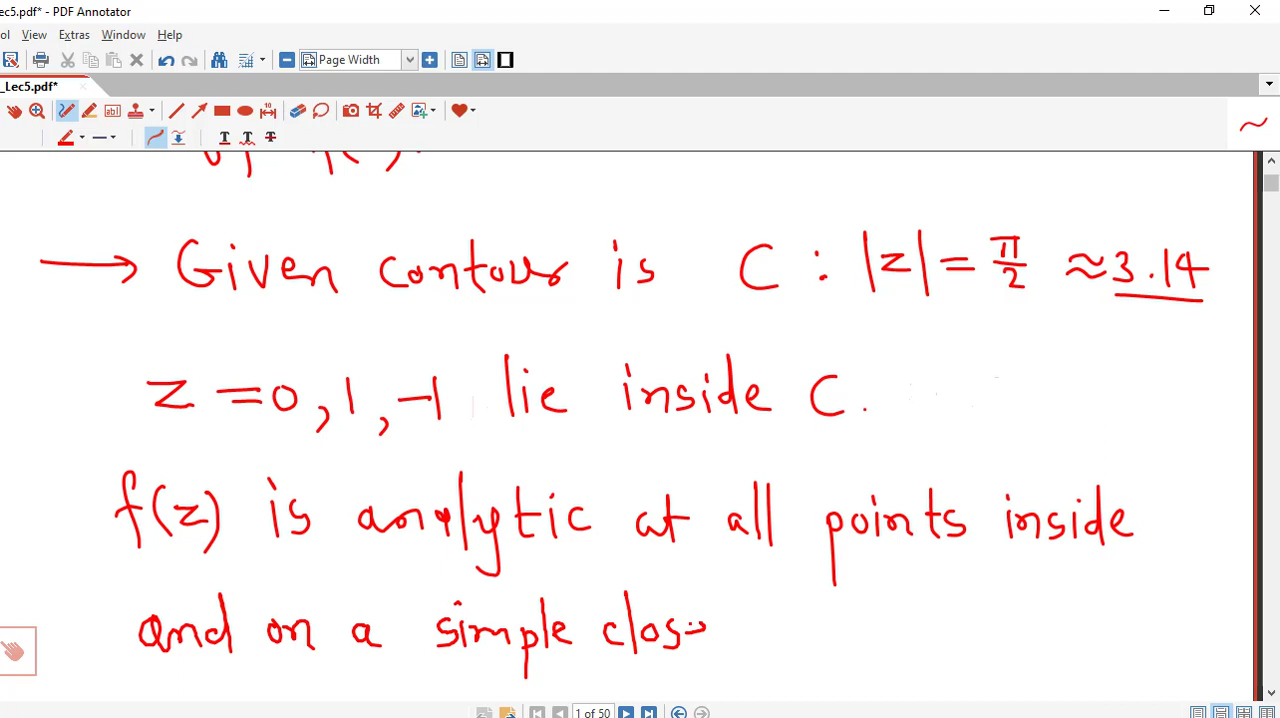 ec5.pdf* - PDF Annotator
ol View Extras Window Help
Page Width
_Lec5.pdf*
→ Given contour is C : |z| = π/2 ≈ 3.14
z = 0, 1, -1 lie inside C.
f(z) is analytic at all points inside
and on a simple clos
1 of 50